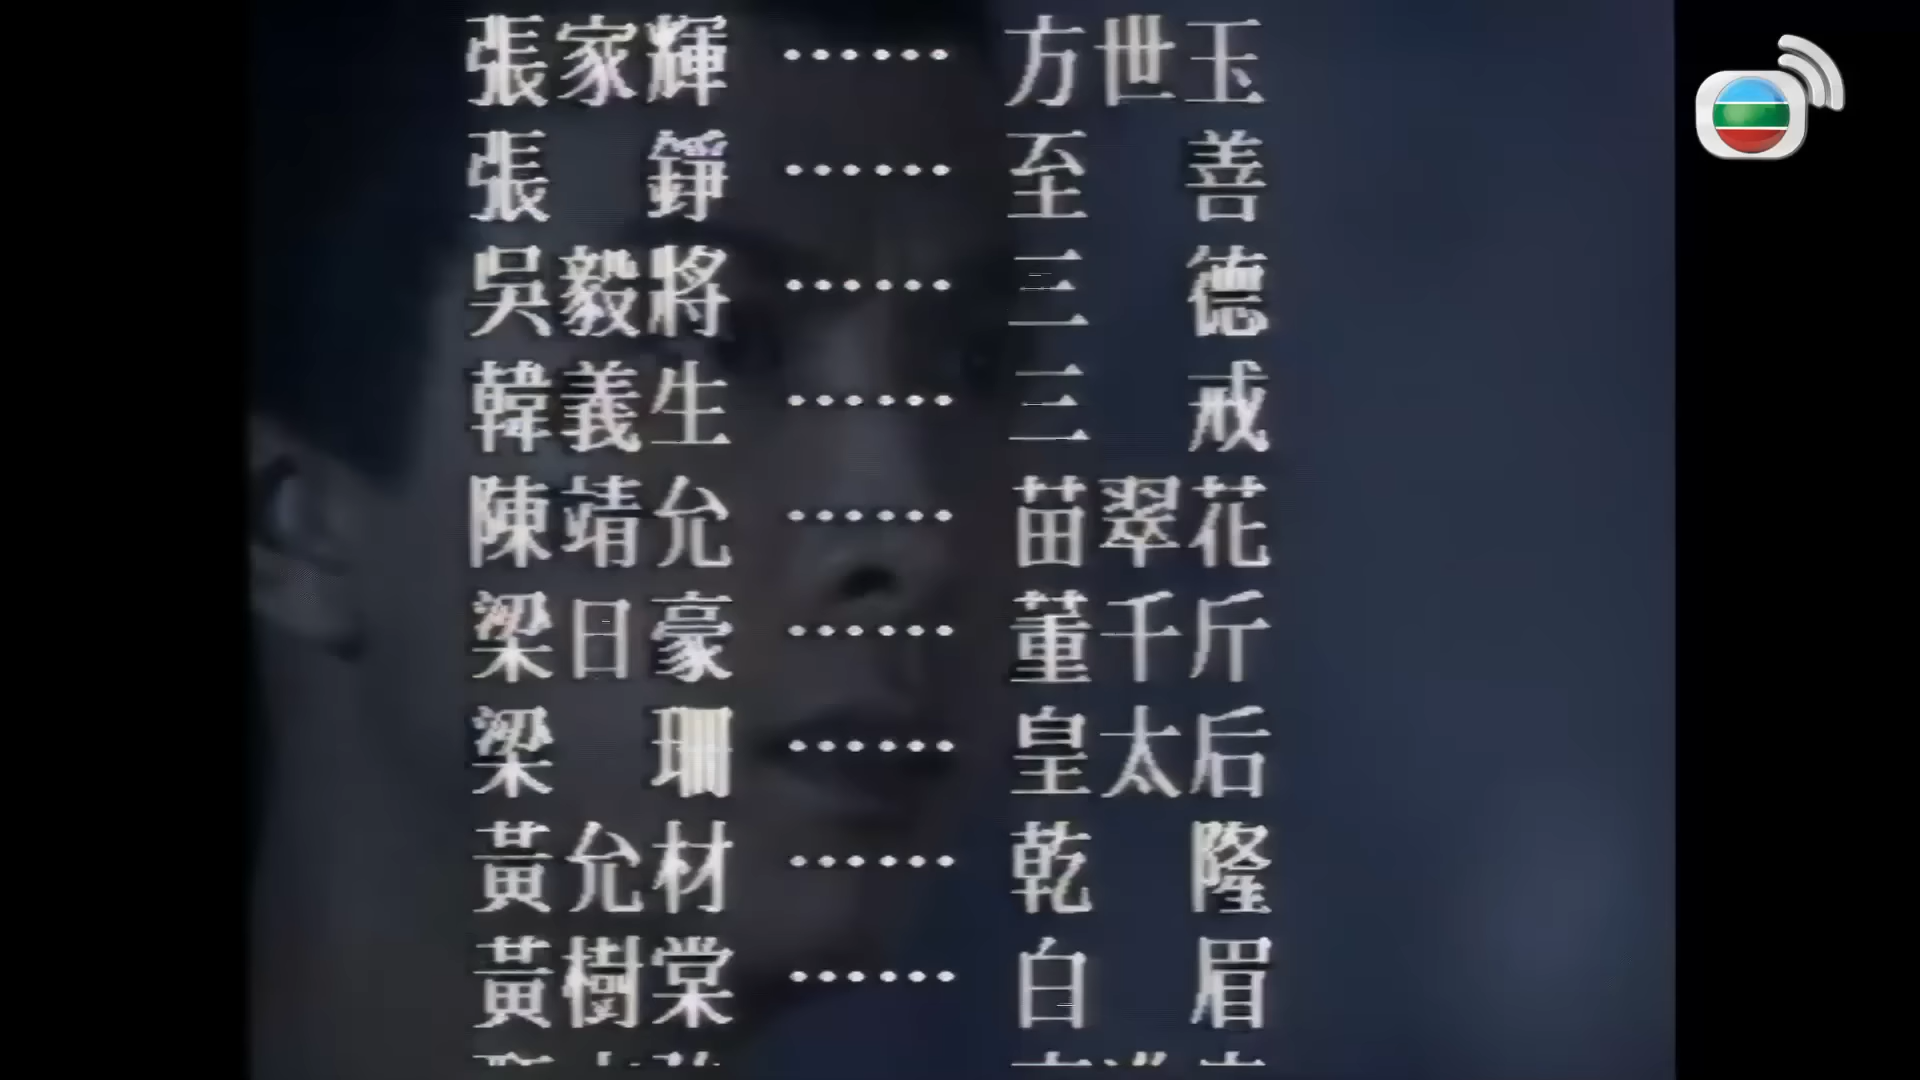 張家輝……方世玉
張錚……至善
吳毅將……三德
韓義生……三戒
陳靖允……苗翠花
梁日豪……董千斤
梁珊……皇太后
黃允材……乾隆
黃樹棠……白眉